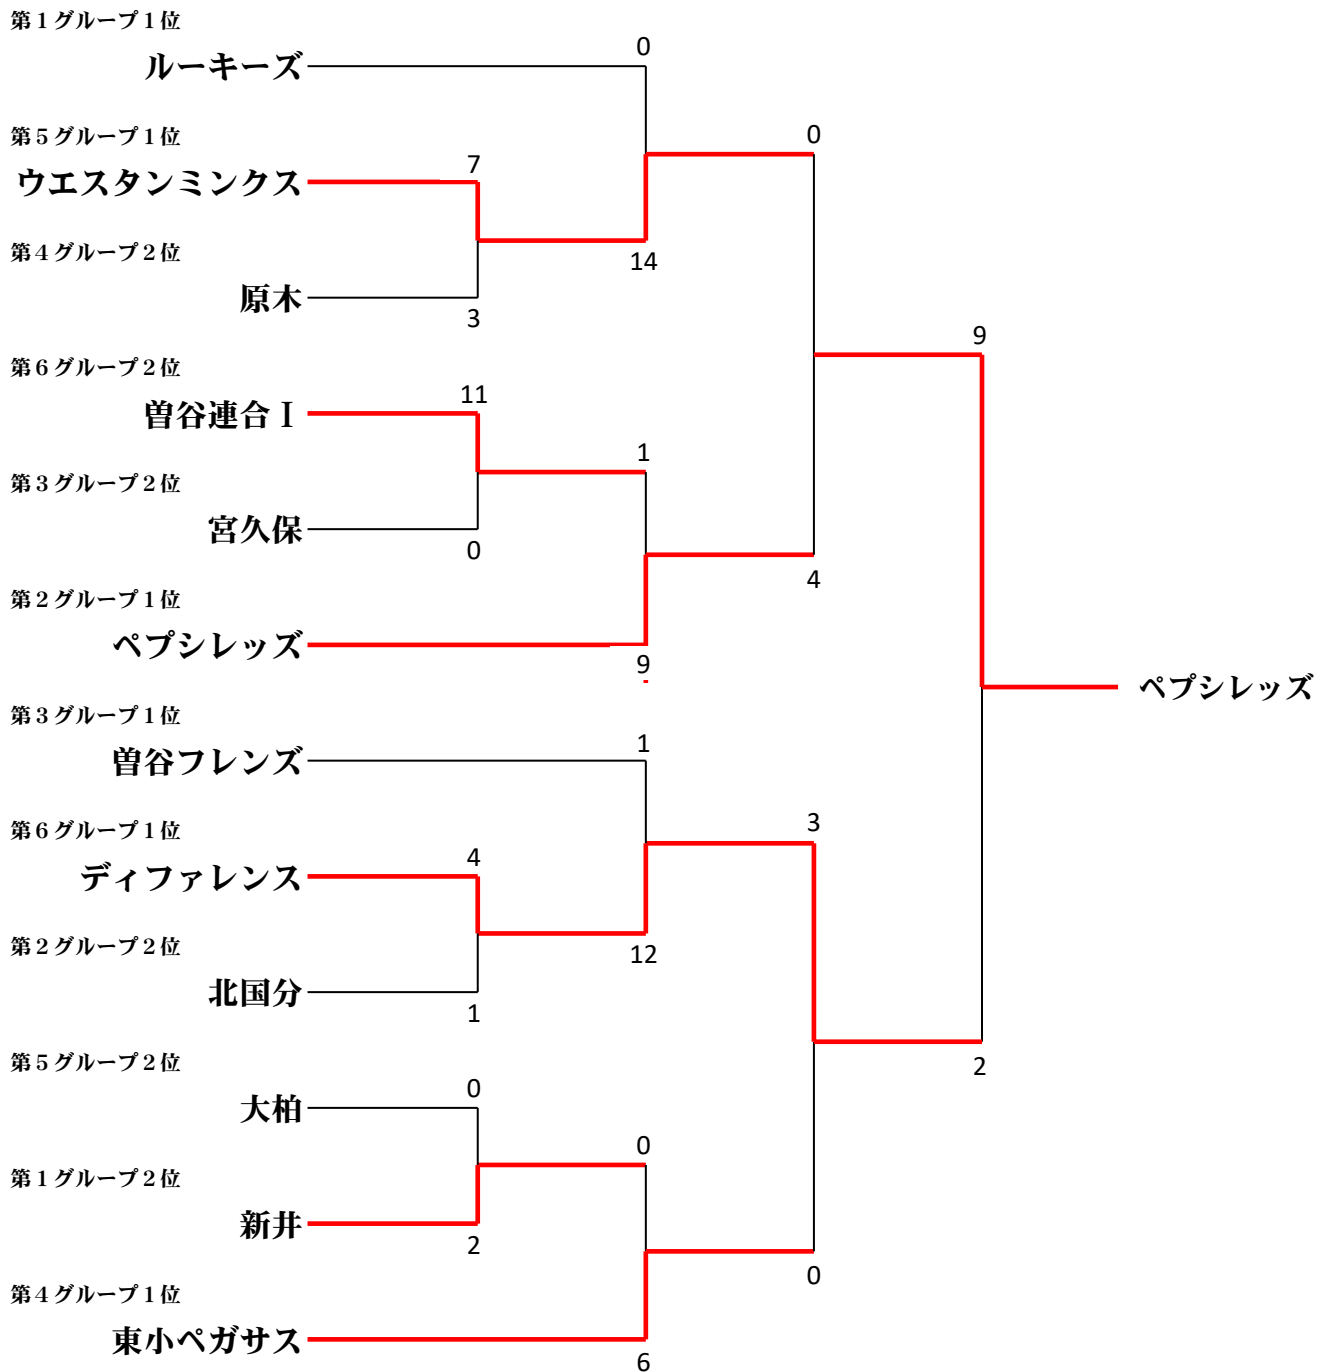 第１グループ１位
0
ルーキーズ
第５グループ１位
0
7
ウエスタンミンクス
第４グループ２位
14
原木
3
9
第６グループ２位
11
曽谷連合Ⅰ
1
第３グループ２位
宮久保
0
4
第２グループ１位
ペプシレッズ
9
ペプシレッズ
第３グループ１位
1
曽谷フレンズ
3
第６グループ１位
4
ディファレンス
第２グループ２位
12
北国分
1
第５グループ２位
2
0
大柏
0
第１グループ２位
新井
2
0
第４グループ１位
東小ペガサス
6